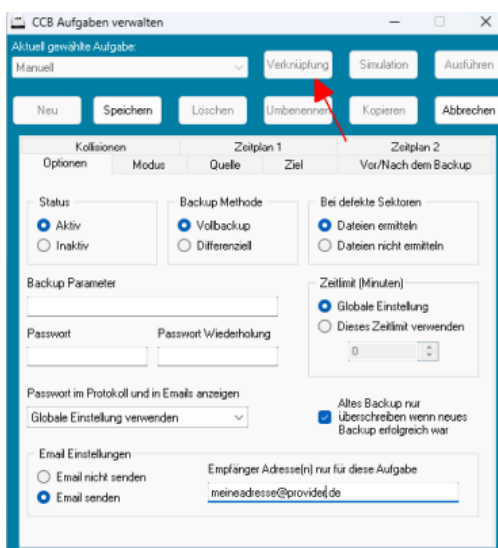 CCB Aufgaben verwalten
Aktuell gewählte Aufgabe:
Manuell
Verknüpfung Simulation Ausführen
Neu Speichern Löschen Umbenennen Kopieren Abbrechen
Kollisionen Zeitplan 1 Zeitplan 2
Optionen Modus Quelle Ziel Vor/Nach dem Backup
Status Backup Methode Bei defekte Sektoren
Aktiv Vollbackup Dateien ermitteln
Inaktiv Differenziell Dateien nicht ermitteln
Backup Parameter Zeitlimit (Minuten)
Globale Einstellung
Passwort Passwort Wiederholung Dieses Zeitlimit verwenden
0
Passwort im Protokoll und in Emails anzeigen
Globale Einstellung verwenden
Altes Backup nur
überschreiben wenn neues
Backup erfolgreich war
Email Einstellungen
Email nicht senden Empfänger Adresse(n) nur für diese Aufgabe
Email senden meineadresse@provider.de